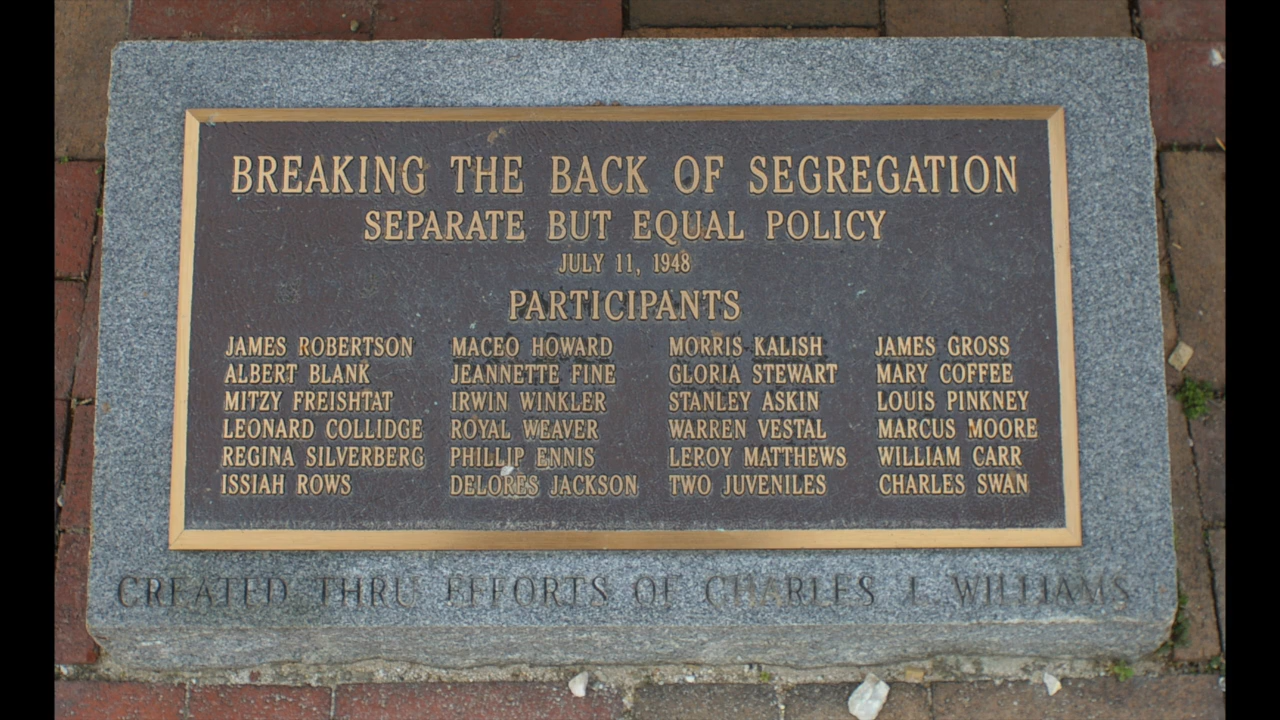 BREAKING THE BACK OF SEGREGATION
SEPARATE BUT EQUAL POLICY
JULY 11, 1948
PARTICIPANTS
JAMES ROBERTSON MACEO HOWARD MORRIS KALISH JAMES GROSS
ALBERT BLANK JEANNETTE FINE GLORIA STEWART MARY COFFEE
MITZY FREISHTAT IRWIN WINKLER STANLEY ASKIN LOUIS PINKNEY
LEONARD COLLIDGE ROYAL WEAVER WARREN VESTAL MARCUS MOORE
REGINA SILVERBERG PHILLIP ENNIS LEROY MATTHEWS WILLIAM CARR
ISSIAH ROWS DELORES JACKSON TWO JUVENILES CHARLES SWAN
CREATED THRU EFFORTS OF CHARLES L. WILLIAMS